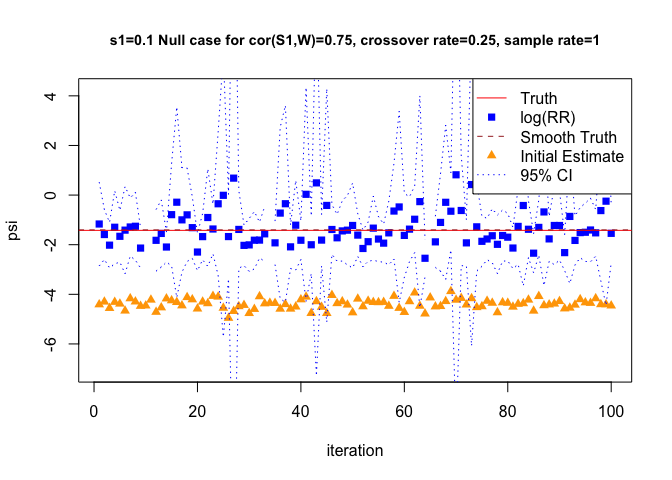 s1=0.1 Null case for cor(S1,W)=0.75, crossover rate=0.25, sample rate=1
Truth
log(RR)
Smooth Truth
Initial Estimate
95% CI
psi
4
2
0
-2
-4
-6
0 20 40 60 80 100
iteration